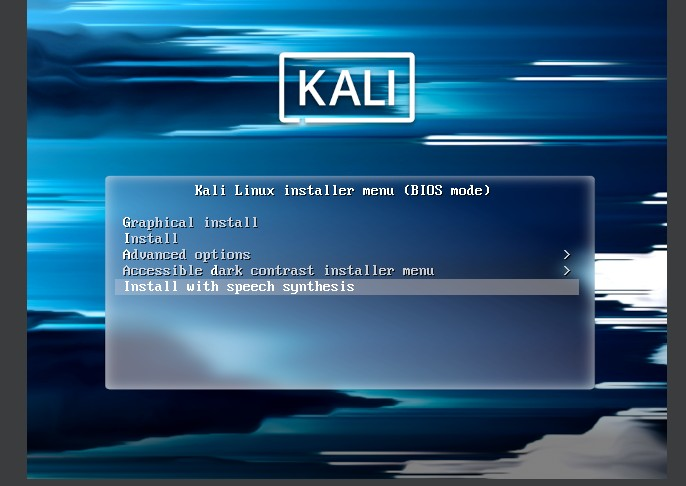 KALI
Kali Linux installer menu (BIOS mode)
Graphical install
Install
Advanced options >
Accessible dark contrast installer menu >
Install with speech synthesis